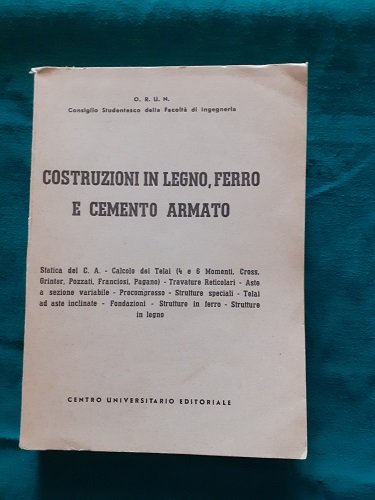 O. R. U. N.
Consiglio Studentesco della Facoltà di Ingegneria
COSTRUZIONI IN LEGNO, FERRO
E CEMENTO ARMATO
Statica del C. A. - Calcolo dei Telai (4 e 6 Momenti, Cross,
Grinter, Pozzati, Franciosi, Pagano) - Travature Reticolari - Aste
a sezione variabile - Precompresso - Strutture speciali - Telai
ad aste inclinate - Fondazioni - Strutture in ferro - Strutture
in legno
CENTRO UNIVERSITARIO EDITORIALE